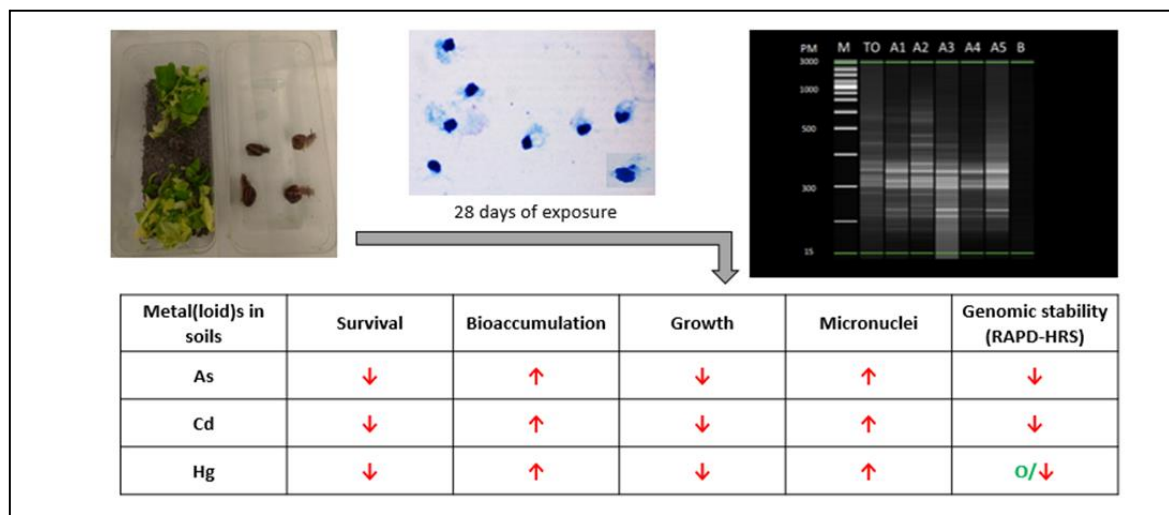 PM M TO A1 A2 A3 A4 A5 B
3000
1000
500
300
15
28 days of exposure
Metal(loid)s in soils Survival Bioaccumulation Growth Micronuclei Genomic stability (RAPD-HRS)
As ↓ ↑ ↓ ↑ ↓
Cd ↓ ↑ ↓ ↑ ↓
Hg ↓ ↑ ↓ ↑ O/↓